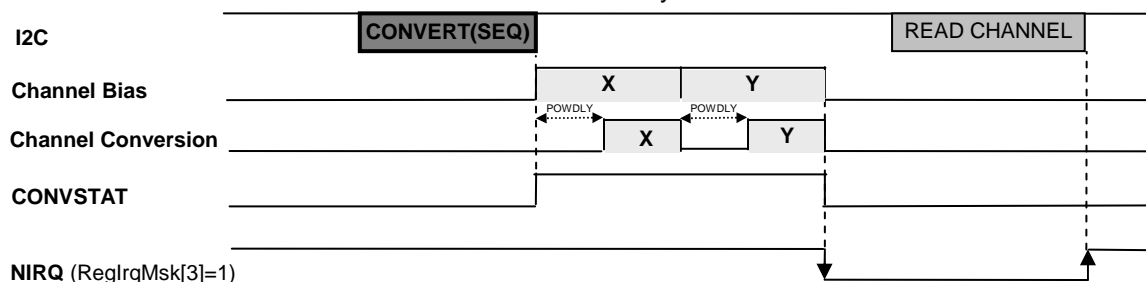 I2C CONVERT(SEQ) READ CHANNEL
Channel Bias X Y
POWDLY POWDLY
Channel Conversion X Y
CONVSTAT
NIRQ (RegIrqMsk[3]=1)